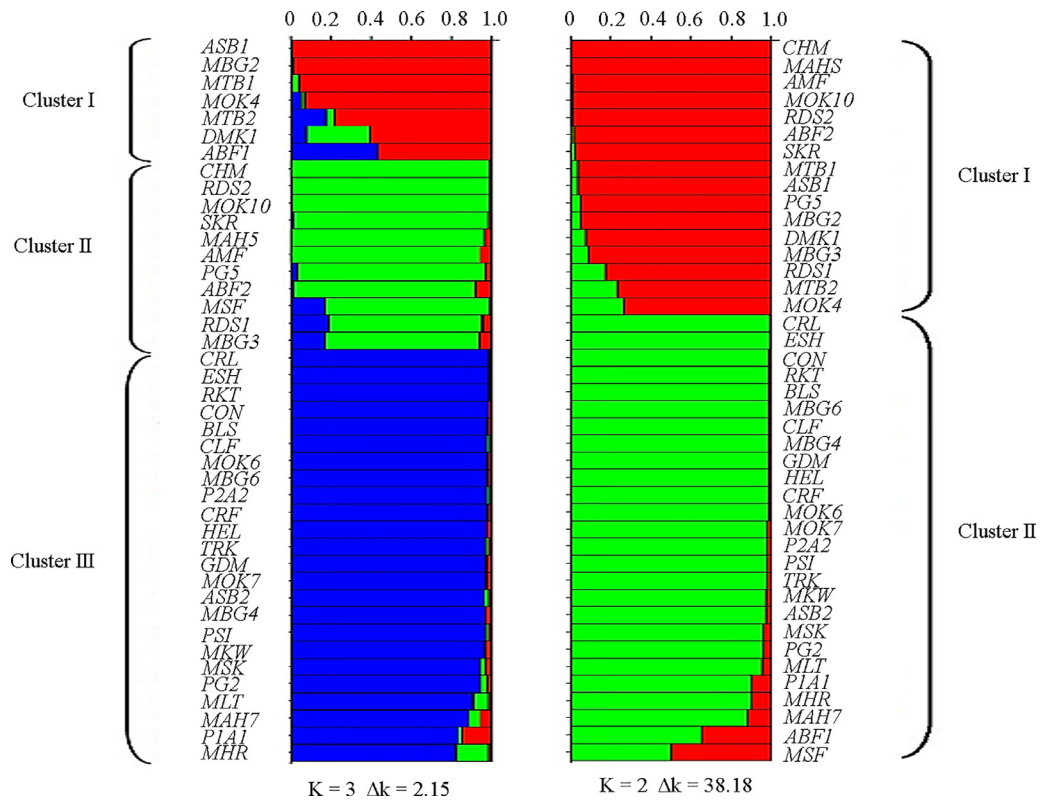 0 0.2 0.4 0.6 0.8 1.0
Cluster I
ASB1
MBG2
MTB1
MOK4
MTB2
DMK1
ABF1
Cluster II
CHM
RDS2
MOK10
SKR
MAH5
AMF
PG5
ABF2
MSF
RDS1
MBG3
Cluster III
CRL
ESH
RKT
CON
BLS
CLF
MOK6
MBG6
P2A2
CRF
HEL
TRK
GDM
MOK7
ASB2
MBG4
PSI
MKW
MSK
PG2
MLT
MAH7
P1A1
MHR
K = 3 Δk = 2.15
0 0.2 0.4 0.6 0.8 1.0
CHM
MAHS
AMF
MOK10
RDS2
ABF2
SKR
MTB1
ASB1
PG5
MBG2
DMK1
MBG3
RDS1
MTB2
MOK4
Cluster I
CRL
ESH
CON
RKT
BLS
MBG6
CLF
MBG4
GDM
HEL
CRF
MOK6
MOK7
P2A2
PSI
TRK
MKW
ASB2
MSK
PG2
MLT
P1A1
MHR
MAH7
ABF1
MSF
Cluster II
K = 2 Δk = 38.18